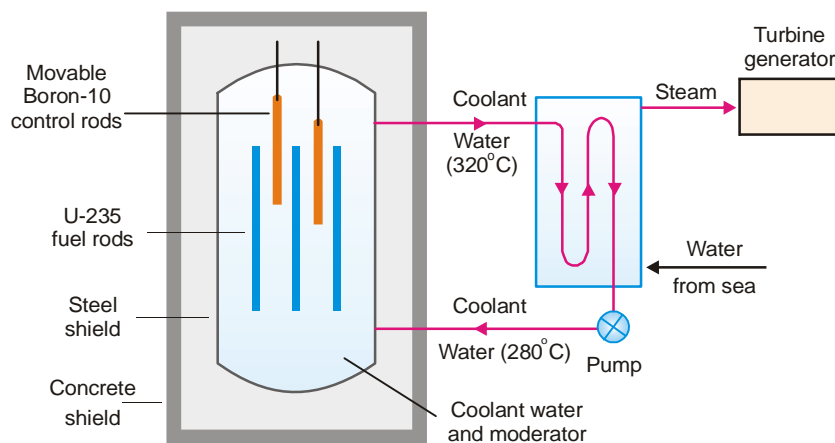 Turbine
generator
Movable
Boron-10
control rods
Coolant
Steam
Water
(320°C)
U-235
fuel rods
Water
from sea
Steel
shield
Coolant
Water (280°C)
Pump
Concrete
shield
Coolant water
and moderator